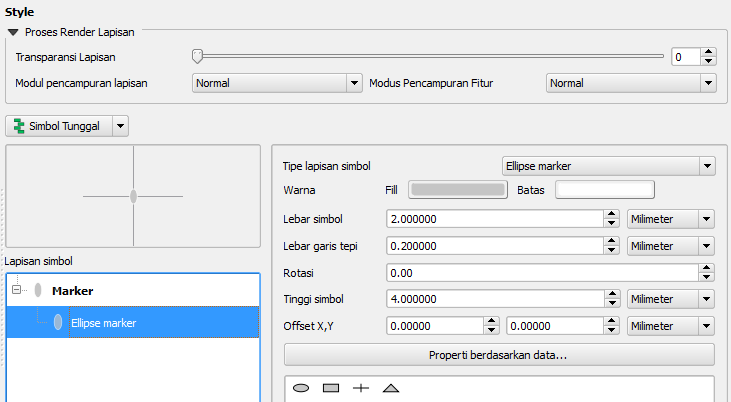 Style
Proses Render Lapisan
Transparansi Lapisan 0
Modul pencampuran lapisan Normal Modus Pencampuran Fitur Normal
Simbol Tunggal
Tipe lapisan simbol Ellipse marker
Warna Fill Batas
Lebar simbol 2.000000 Milimeter
Lebar garis tepi 0.200000 Milimeter
Rotasi 0.00
Tinggi simbol 4.000000 Milimeter
Offset X,Y 0.00000 0.00000 Milimeter
Properti berdasarkan data...
Lapisan simbol
Marker
Ellipse marker